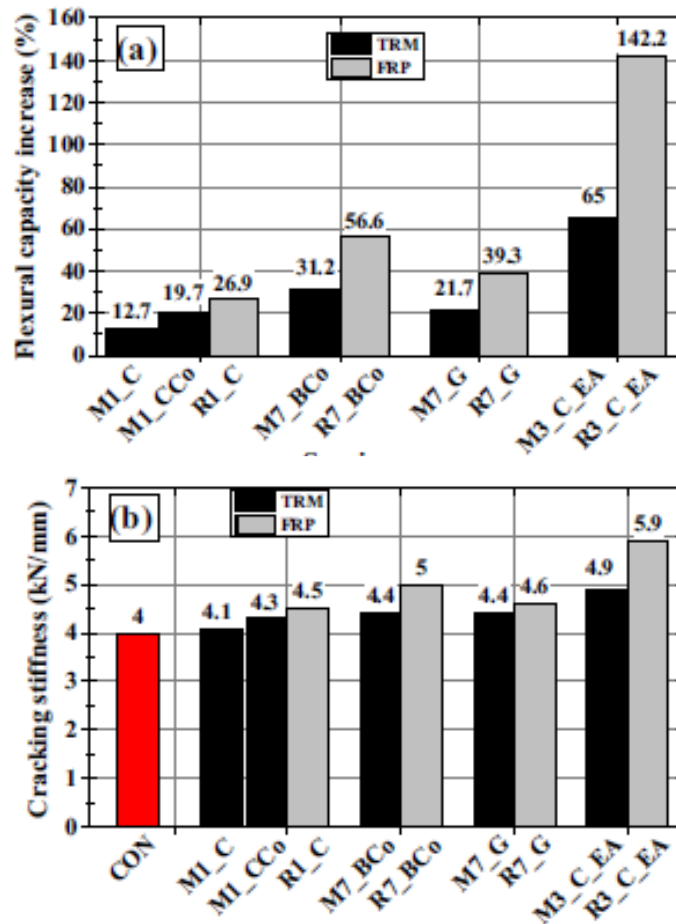 (a)
TRM
FRP
Flexural capacity increase (%)
160
140
120
100
80
60
40
20
0
12.7
19.7
26.9
31.2
56.6
21.7
39.3
65
142.2
M1_C
M1_CCo
R1_C
M7_BCo
R7_BCo
M7_G
R7_G
M3_C_EA
R3_C_EA
(b)
TRM
FRP
Cracking stiffness (kN/mm)
7
6
5
4
3
2
1
0
4
4.1
4.3
4.5
4.4
5
4.4
4.6
4.9
5.9
CON
M1_C
M1_CCo
R1_C
M7_BCo
R7_BCo
M7_G
R7_G
M3_C_EA
R3_C_EA